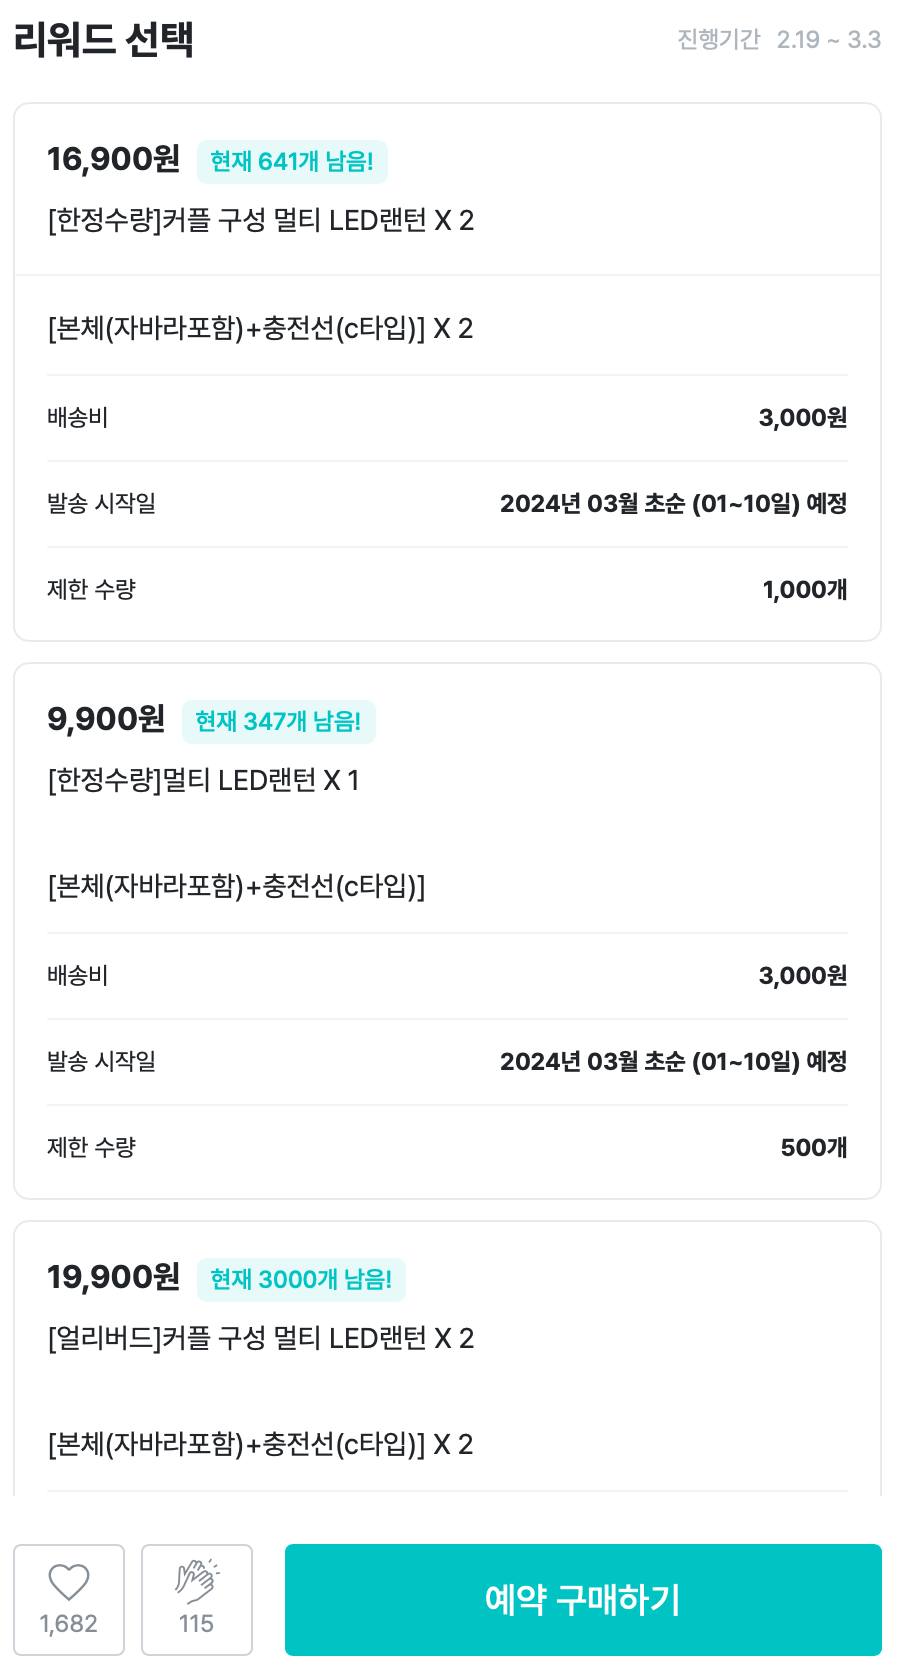 리워드 선택
진행기간 2.19 ~ 3.3
16,900원 현재 641개 남음!
[한정수량]커플 구성 멀티 LED랜턴 X 2
[본체(자바라포함)+충전선(c타입)] X 2
배송비 3,000원
발송 시작일 2024년 03월 초순 (01~10일) 예정
제한 수량 1,000개
9,900원 현재 347개 남음!
[한정수량]멀티 LED랜턴 X 1
[본체(자바라포함)+충전선(c타입)]
배송비 3,000원
발송 시작일 2024년 03월 초순 (01~10일) 예정
제한 수량 500개
19,900원 현재 3000개 남음!
[얼리버드]커플 구성 멀티 LED랜턴 X 2
[본체(자바라포함)+충전선(c타입)] X 2
1,682
115
예약 구매하기